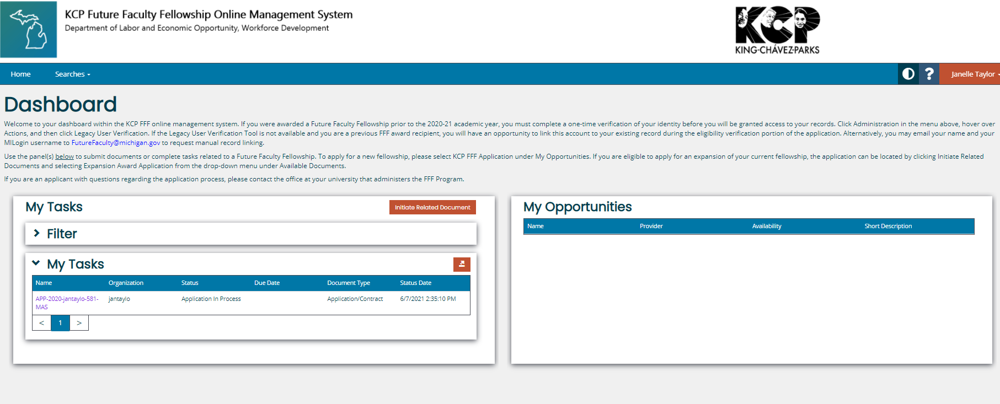 KCP Future Faculty Fellowship Online Management System
Department of Labor and Economic Opportunity, Workforce Development
KCP
KING-CHÁVEZ-PARKS
Home
Searches
?
Janelle Taylor
Dashboard
Welcome to your dashboard within the KCP FFF online management system. If you were awarded a Future Faculty Fellowship prior to the 2020-21 academic year, you must complete a one-time verification of your identity before you will be granted access to your records. Click Administration in the menu above, hover over
Actions, and then click Legacy User Verification. If the Legacy User Verification Tool is not available and you are a previous FFF award recipient, you will have an opportunity to link this account to your existing record during the eligibility verification portion of the application. Alternatively, you may email your name and your
MILogin username to FutureFaculty@michigan.gov to request manual record linking.
Use the panel(s) below to submit documents or complete tasks related to a Future Faculty Fellowship. To apply for a new fellowship, please select KCP FFF Application under My Opportunities. If you are eligible to apply for an expansion of your current fellowship, the application can be located by clicking Initiate Related
Documents and selecting Expansion Award Application from the drop-down menu under Available Documents.
If you are an applicant with questions regarding the application process, please contact the office at your university that administers the FFF Program.
My Tasks
Initiate Related Document
Filter
My Tasks
Name Organization Status Due Date Document Type Status Date
APP-2020-jantaylo-581- jantaylo Application In Process Application/Contract 6/7/2021 2:35:10 PM
MAS
< 1 >
My Opportunities
Name Provider Availability Short Description